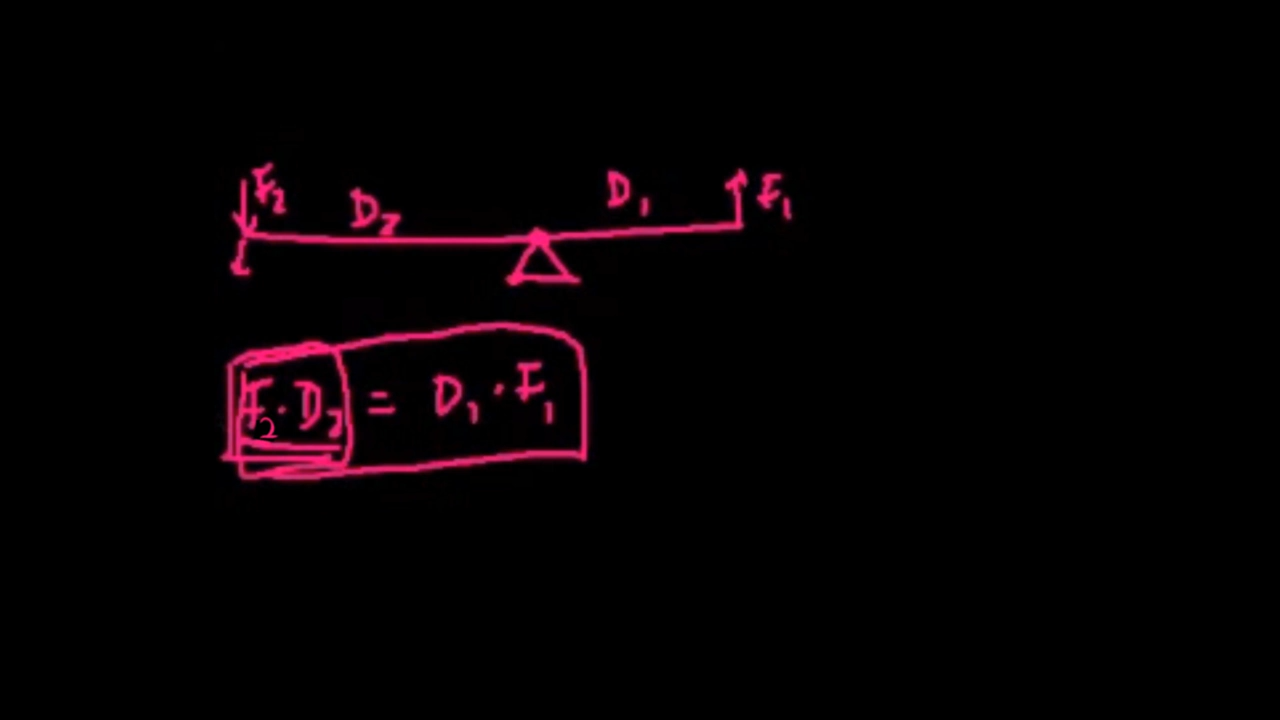 F₂ D₂ D₁ F₁
F₂ · D₂ = D₁ · F₁